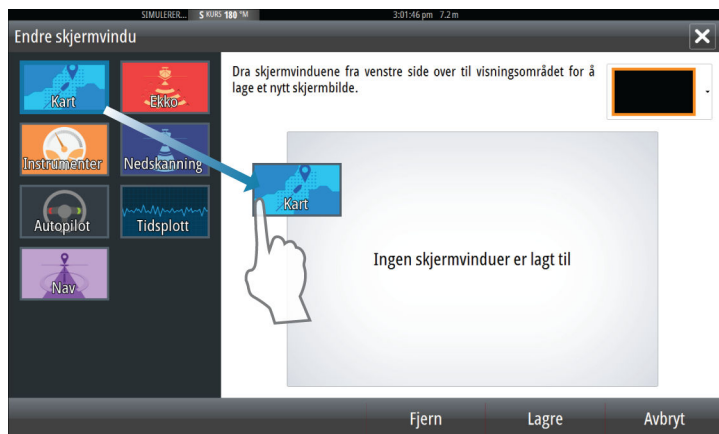 SIMULERER... S KURS 180 °M 3:01:46 pm 7.2 m
Endre skjermvindu
Dra skjermvinduene fra venstre side over til visningsområdet for å
lage et nytt skjermbilde.
Kart Ekko
Instrumenter Nedskanning
Autopilot Tidsplott
Nav
Kart
Ingen skjermvinduer er lagt til
Fjern Lagre Avbryt